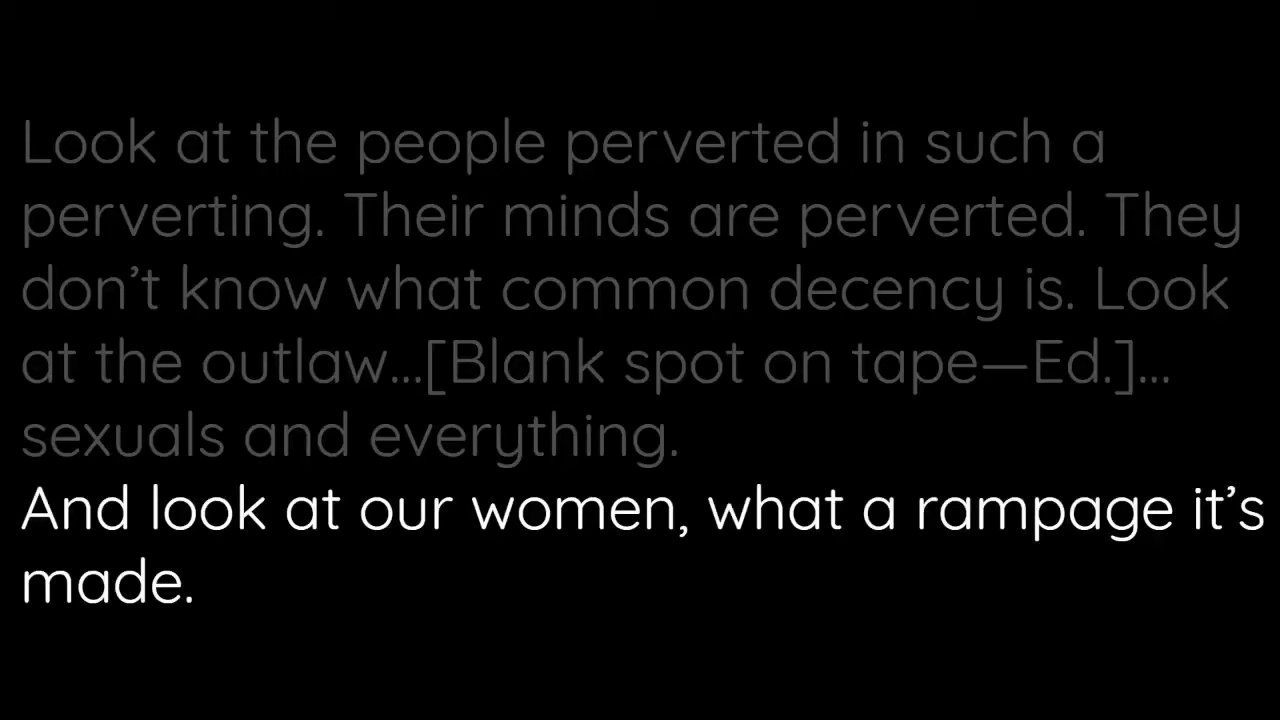 Look at the people perverted in such a
perverting. Their minds are perverted. They
don’t know what common decency is. Look
at the outlaw...[Blank spot on tape—Ed.]...
sexuals and everything.
And look at our women, what a rampage it’s
made.